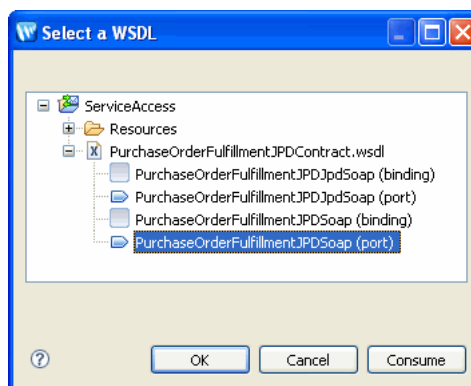 Select a WSDL
ServiceAccess
Resources
PurchaseOrderFulfillmentJPDContract.wsdl
PurchaseOrderFulfillmentJPDJpdSoap (binding)
PurchaseOrderFulfillmentJPDJpdSoap (port)
PurchaseOrderFulfillmentJPDSoap (binding)
PurchaseOrderFulfillmentJPDSoap (port)
OK Cancel Consume